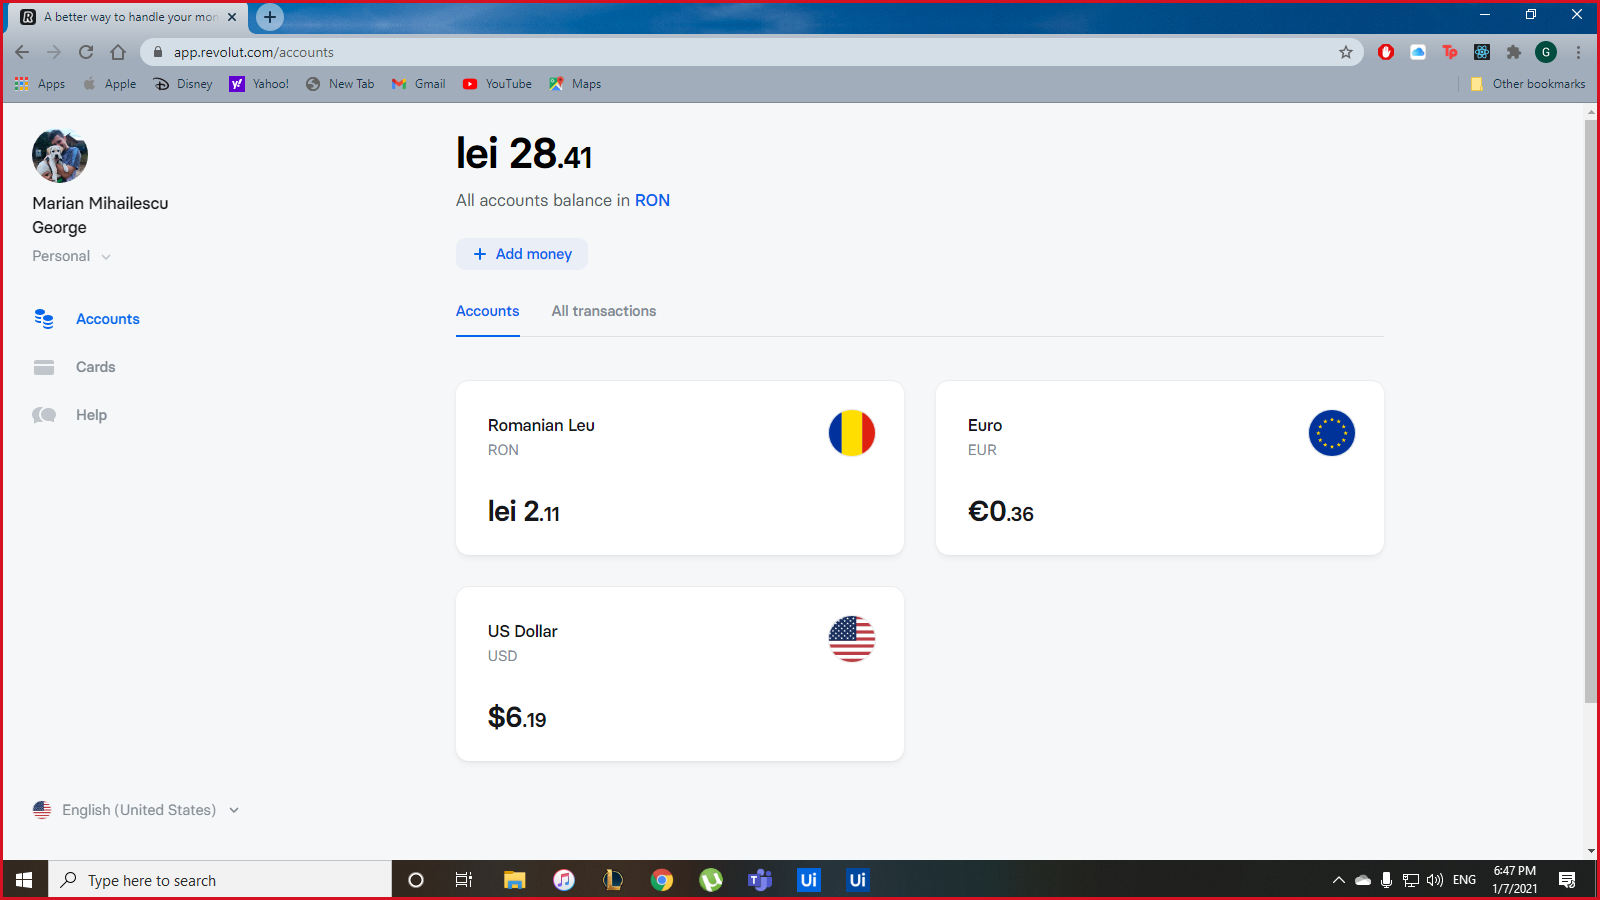 A better way to handle your mon
app.revolut.com/accounts
Apps
Apple
Disney
Yahoo!
New Tab
Gmail
YouTube
Maps
Other bookmarks
Tp
G
Marian Mihailescu
George
Personal
Accounts
Cards
Help
English (United States)
lei 28.41
All accounts balance in RON
+ Add money
Accounts
All transactions
Romanian Leu
RON
lei 2.11
Euro
EUR
€0.36
US Dollar
USD
$6.19
Type here to search
Ui
Ui
ENG
6:47 PM
1/7/2021